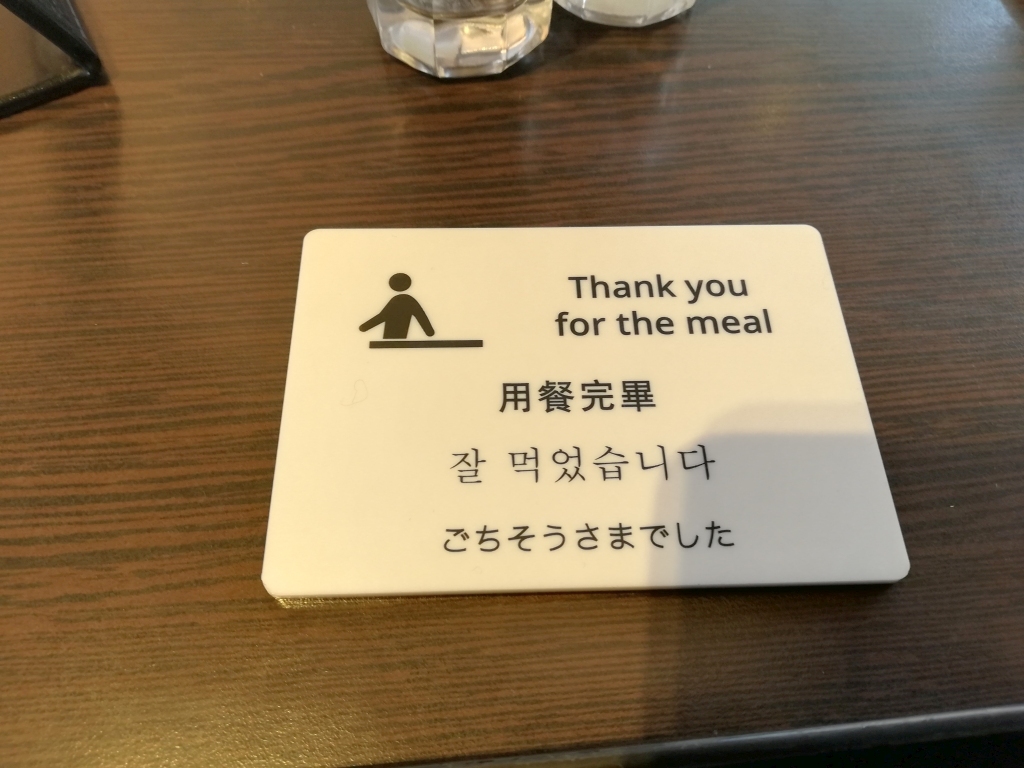 Thank you
for the meal
用餐完畢
잘 먹었습니다
ごちそうさまでした